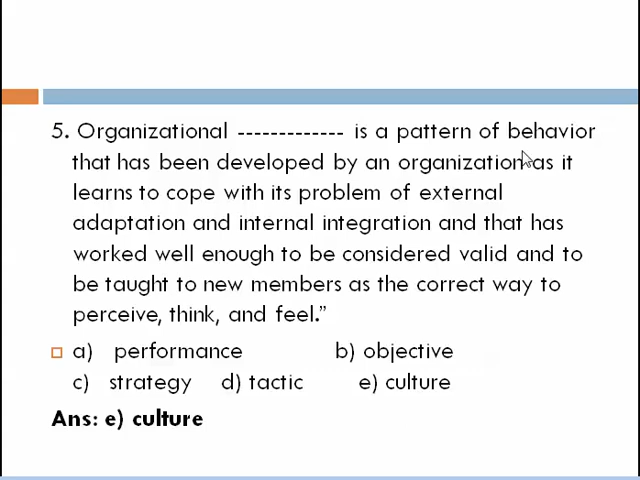 5. Organizational ------------- is a pattern of behavior
that has been developed by an organization as it
learns to cope with its problem of external
adaptation and internal integration and that has
worked well enough to be considered valid and to
be taught to new members as the correct way to
perceive, think, and feel.”
a) performance b) objective
c) strategy d) tactic e) culture
Ans: e) culture